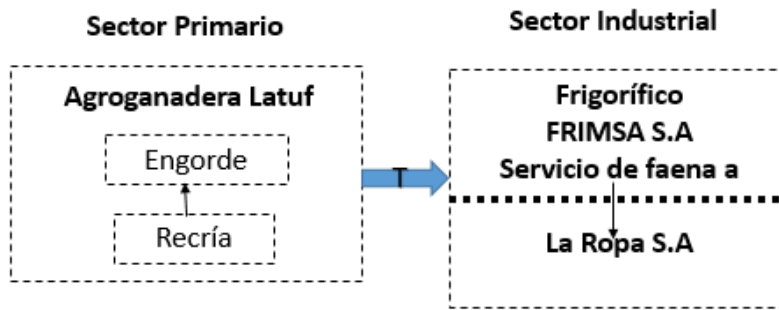 Sector Primario
Sector Industrial
Agroganadera Latuf
Engorde
Recría
T
Frigorífico
FRIMSA S.A
Servicio de faena a
La Ropa S.A